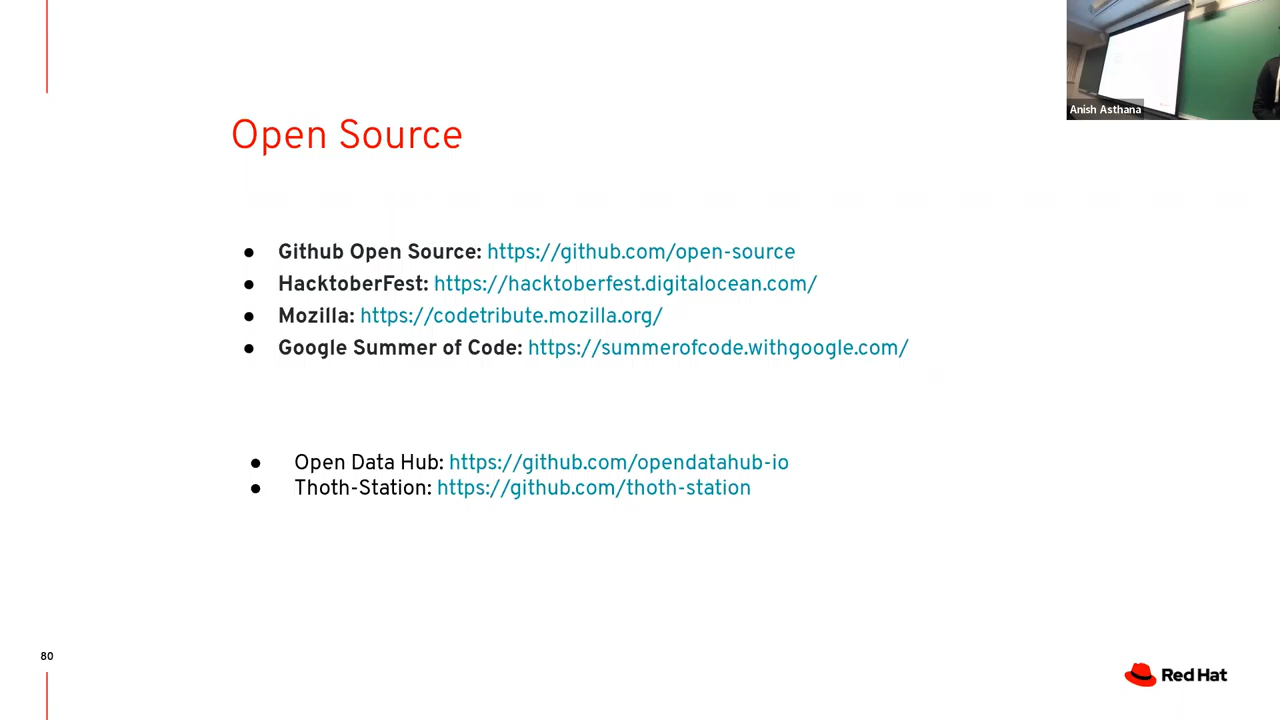 Anish Asthana
Open Source
● Github Open Source: https://github.com/open-source
● HacktoberFest: https://hacktoberfest.digitalocean.com/
● Mozilla: https://codetribute.mozilla.org/
● Google Summer of Code: https://summerofcode.withgoogle.com/
● Open Data Hub: https://github.com/opendatahub-io
● Thoth-Station: https://github.com/thoth-station
80
Red Hat